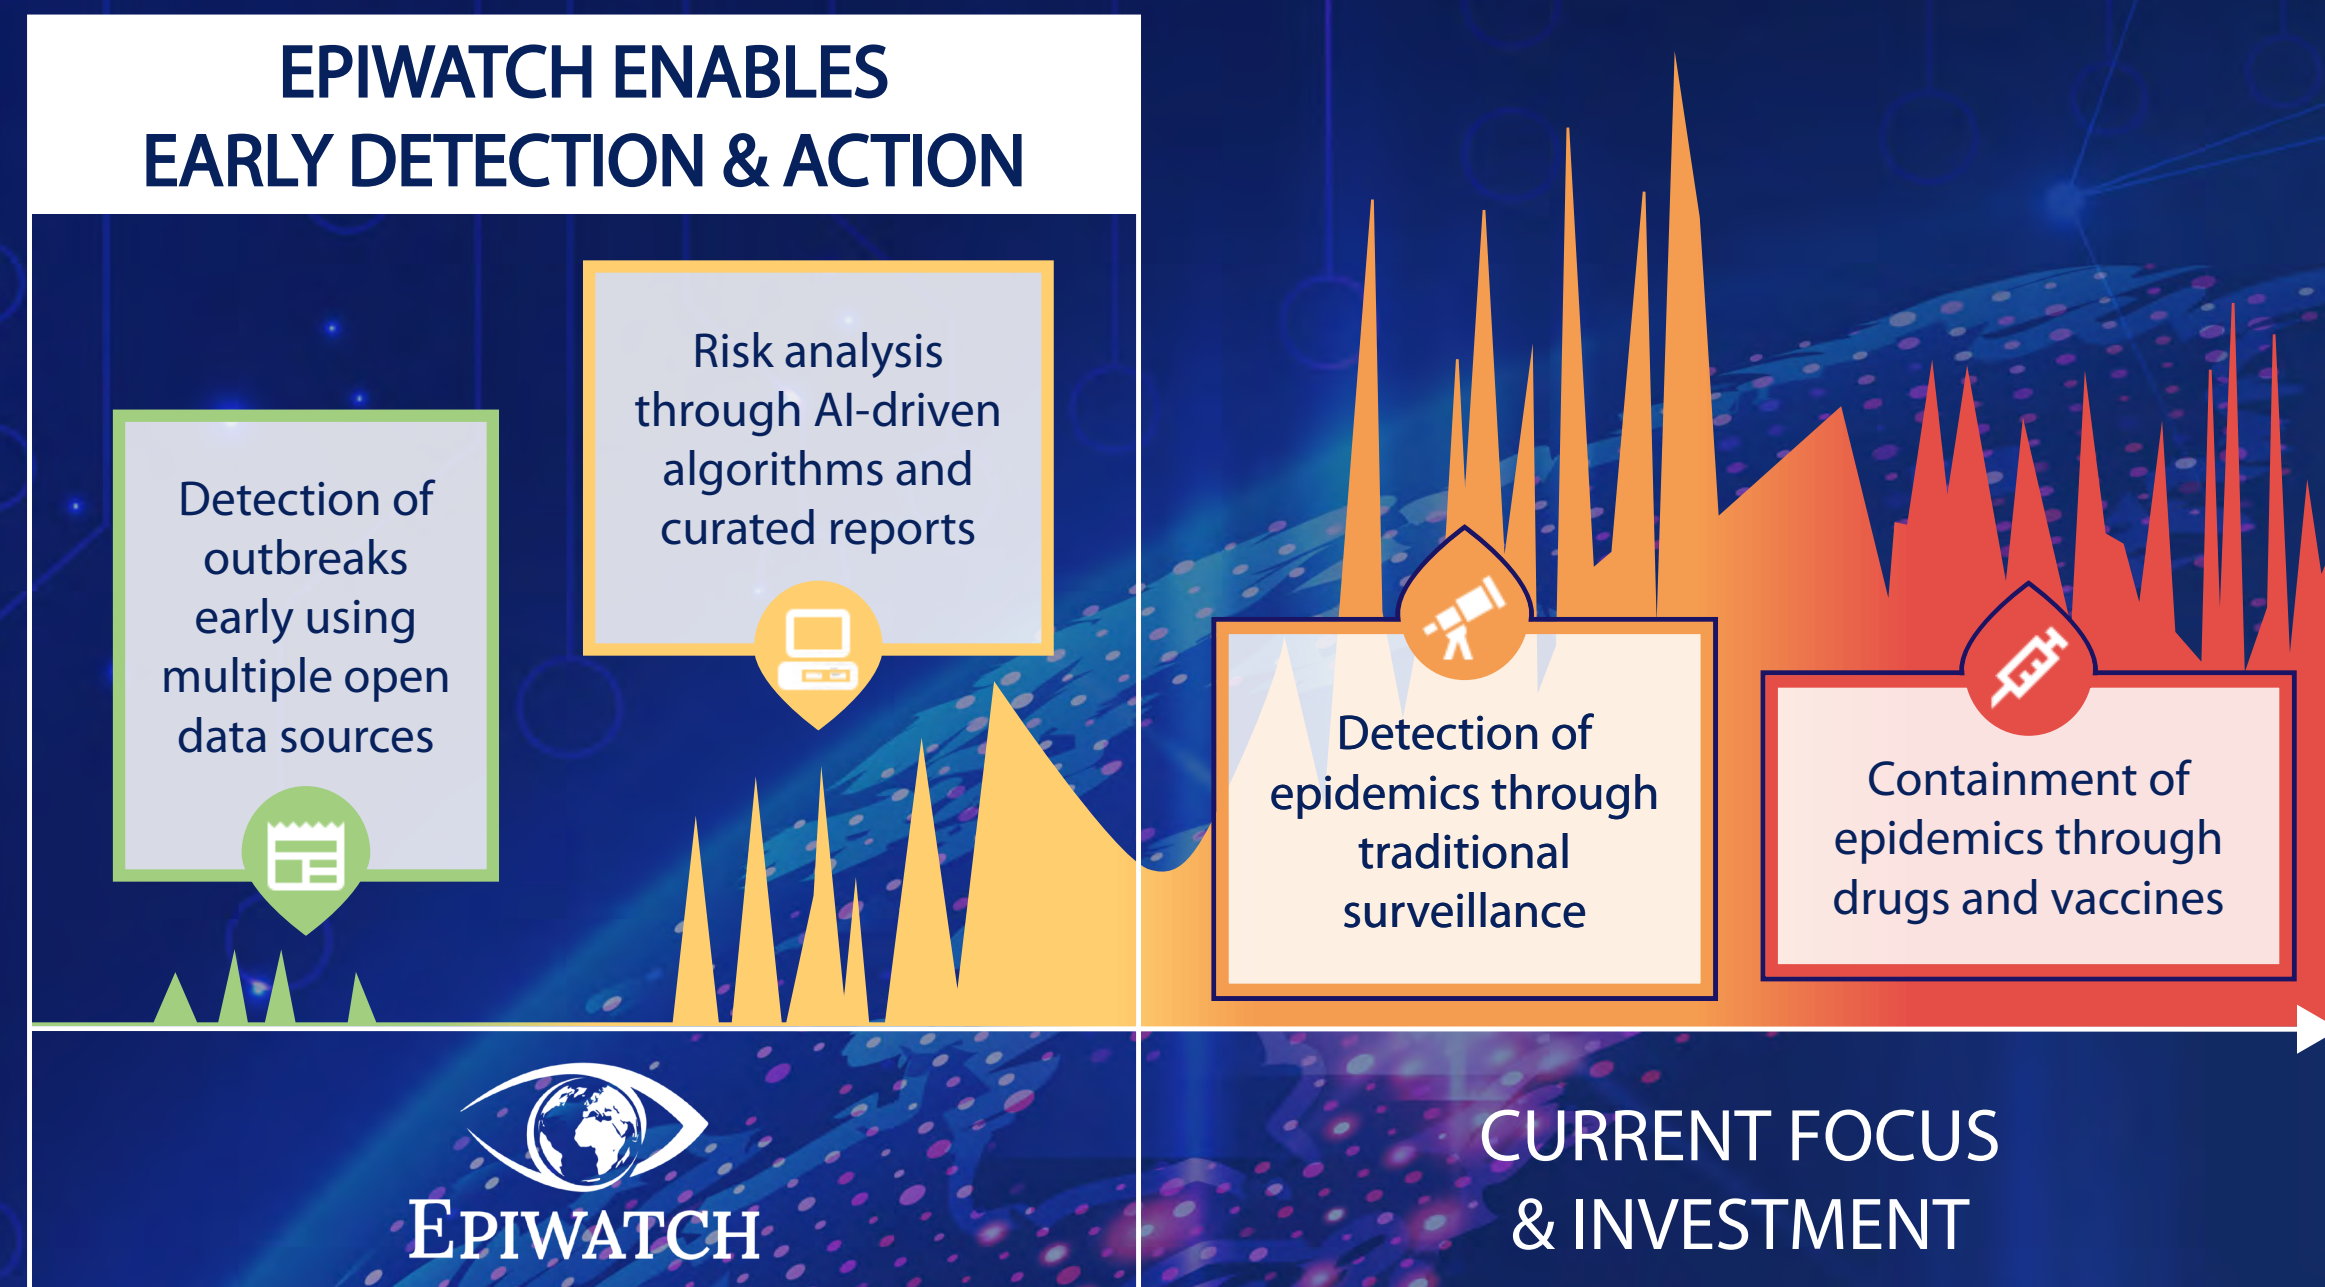 EPIWATCH ENABLES
EARLY DETECTION & ACTION
Detection of
outbreaks
early using
multiple open
data sources
Risk analysis
through AI-driven
algorithms and
curated reports
Detection of
epidemics through
traditional
surveillance
Containment of
epidemics through
drugs and vaccines
EPIWATCH
CURRENT FOCUS
& INVESTMENT